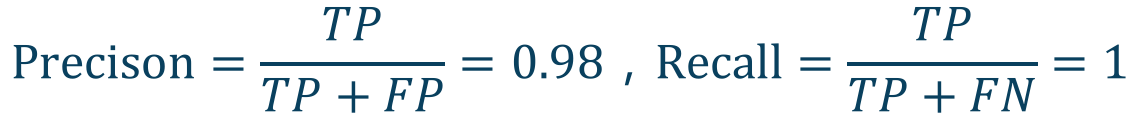 Precison = TP / (TP + FP) = 0.98 , Recall = TP / (TP + FN) = 1